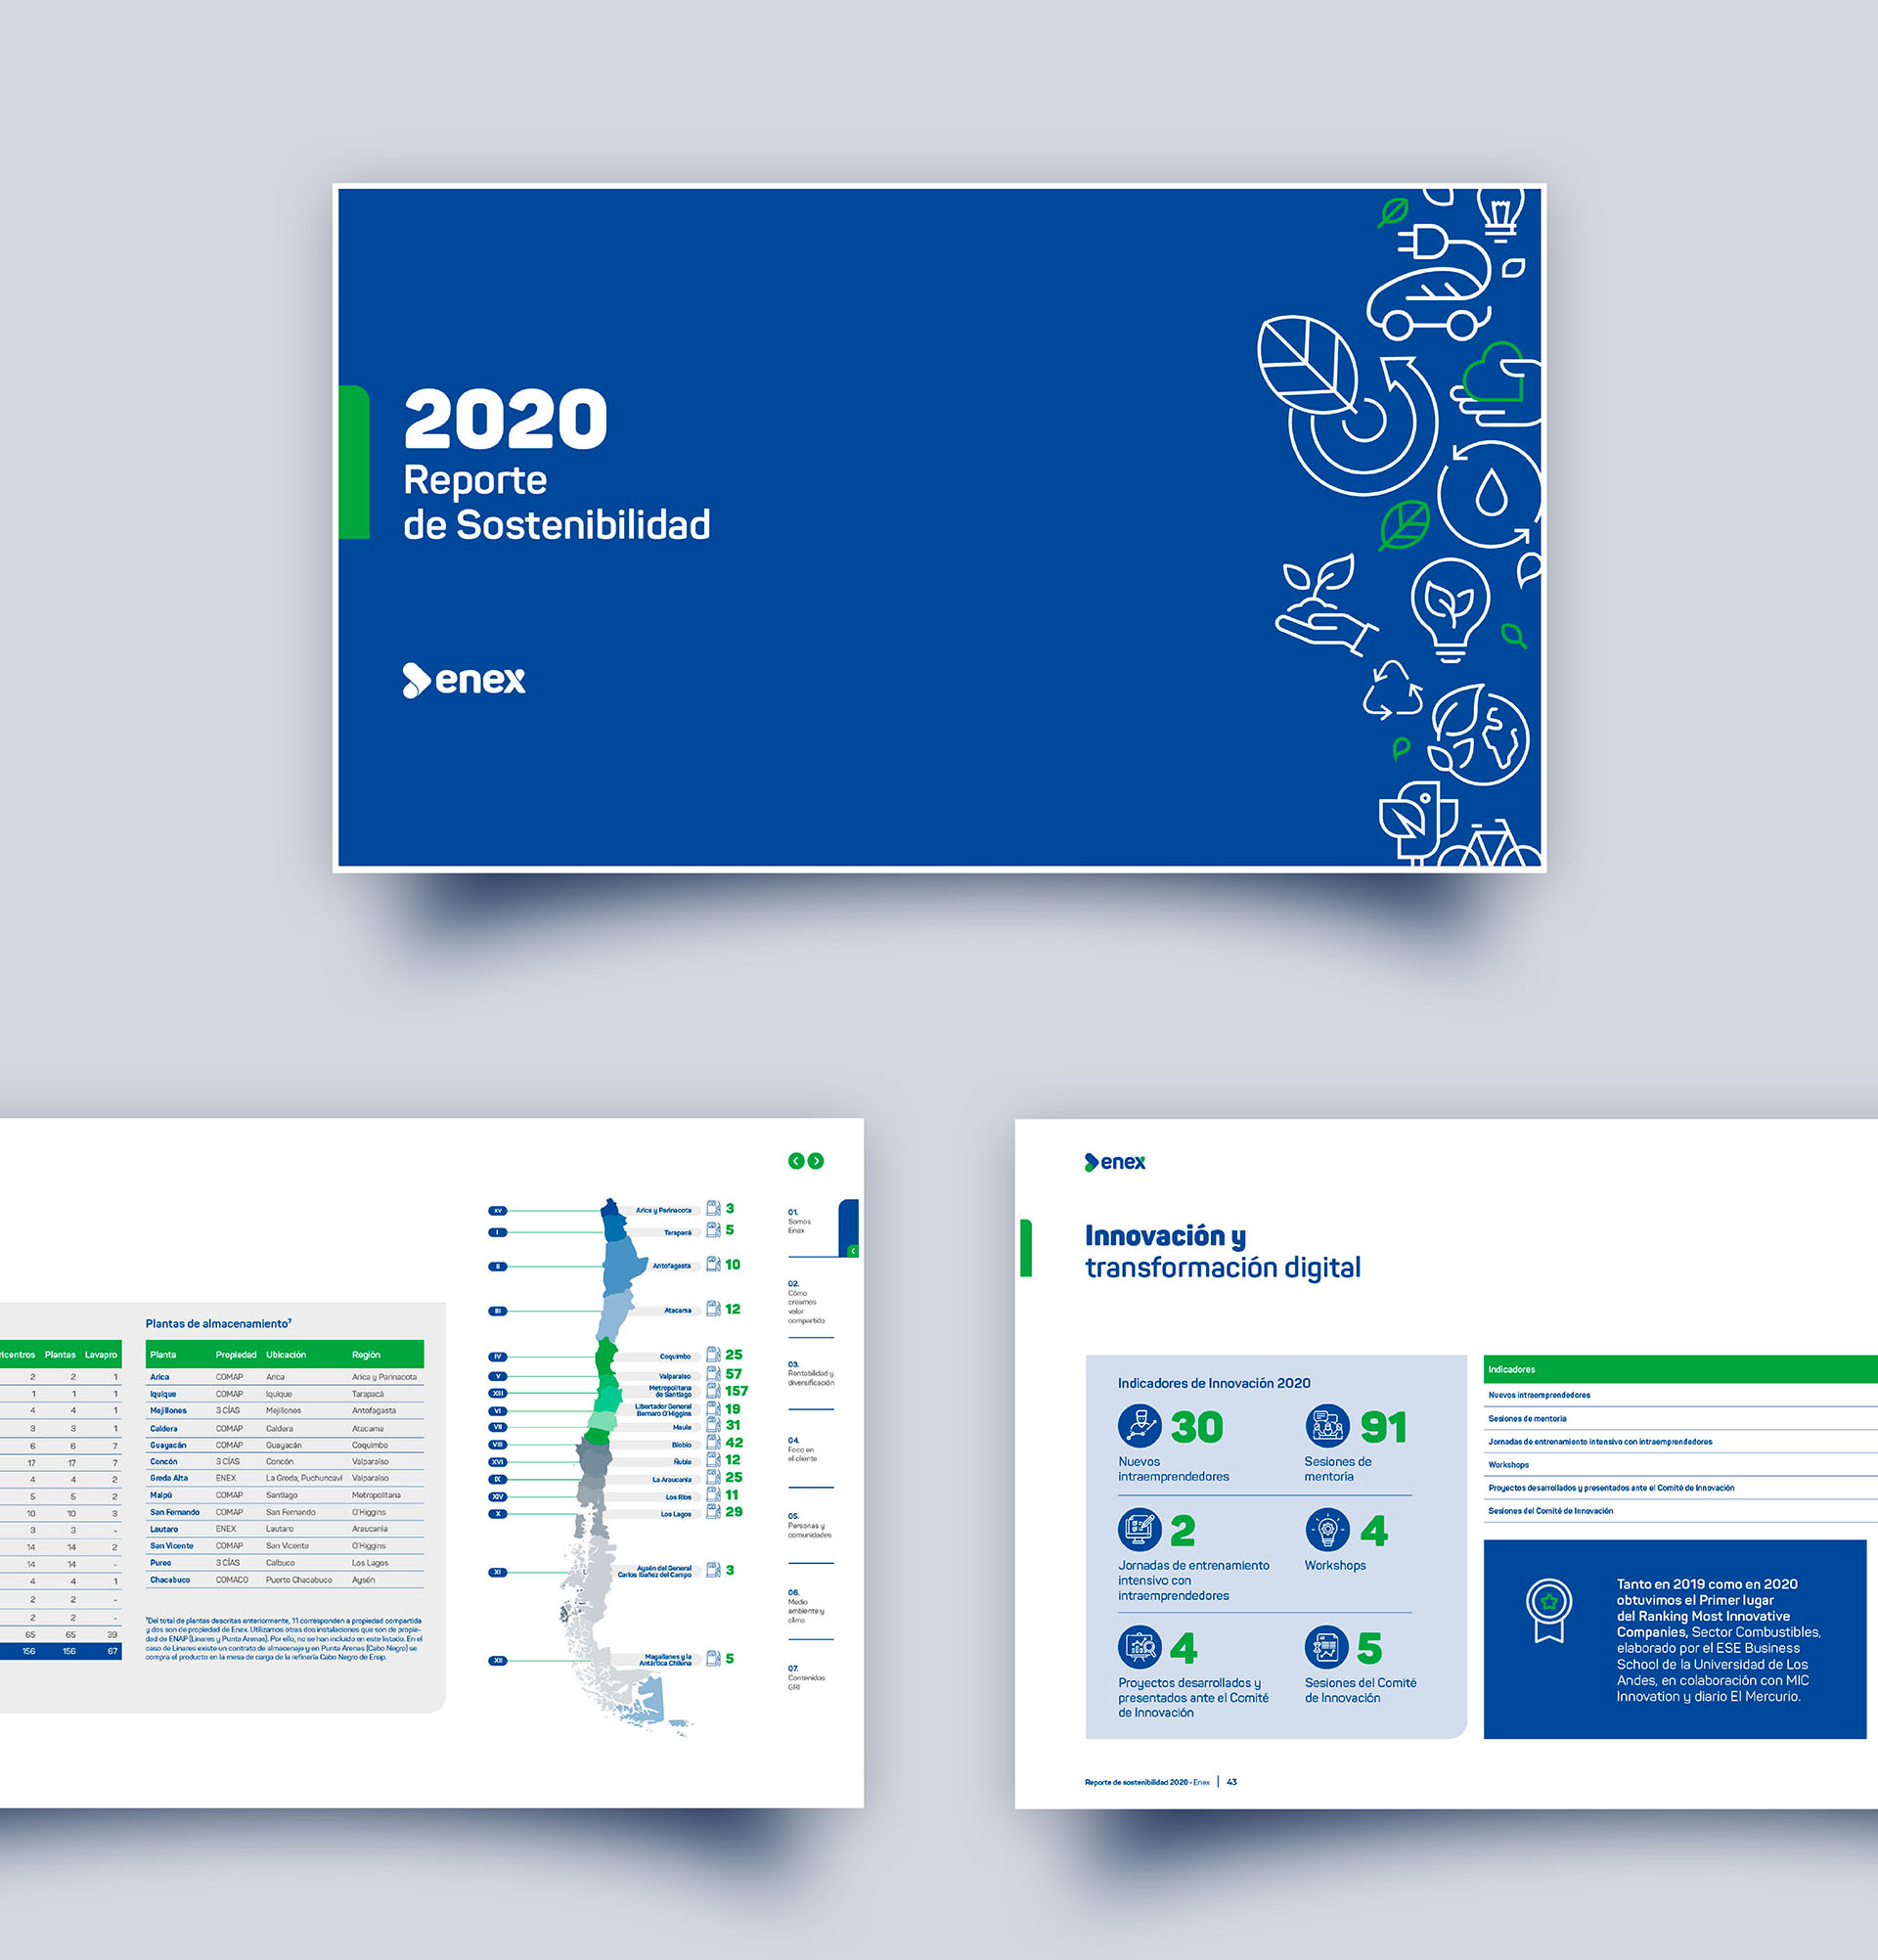 2020
Reporte
de Sostenibilidad
enex
Plantas Lavapro
2 2 1
1 1 1
4 4 1
3 3 1
6 6 7
17 17 7
4 4 2
5 5 2
10 10 3
3 3 -
14 14 2
14 14 -
4 4 1
2 2 -
2 2 -
65 65 39
156 156 67
Plantas de almacenamiento⁷
Planta Propiedad Ubicación Región
Arica COMAP Arica Arica y Parinacota
Iquique COMAP Iquique Tarapacá
Mejillones 3 CÍAS Mejillones Antofagasta
Caldera COMAP Caldera Atacama
Guayacán COMAP Guayacán Coquimbo
Concón 3 CÍAS Concón Valparaíso
Greda Alta ENEX La Greda, Puchuncaví Valparaíso
Maipú COMAP Santiago Metropolitana
San Fernando COMAP San Fernando O'Higgins
Lautaro ENEX Lautaro Araucanía
San Vicente COMAP San Vicente O'Higgins
Pureo 3 CÍAS Calbuco Los Lagos
Chacabuco COMACO Puerto Chacabuco Aysén
⁷Del total de plantas descritas anteriormente, 11 corresponden a propiedad compartida
y dos son de propiedad de Enex. Utilizamos otras dos instalaciones que son de propie-
dad de ENAP (Linares y Punta Arenas). Por ello, no se han incluido en este listado. En el
caso de Linares existe un contrato de almacenaje y en Punta Arenas (Cabo Negro) se
compra el producto en la mesa de carga de la refinería Cabo Negro de Enap.
XV Arica y Parinacota 3
I Tarapacá 5
II Antofagasta 10
III Atacama 12
IV Coquimbo 25
V Valparaíso 57
XIII Metropolitana
de Santiago 157
VI Libertador General
Bernaro O'Higgins 19
VII Maule 31
VIII Biobío 42
XVI Ñuble 12
IX La Araucanía 25
XIV Los Ríos 11
X Los Lagos 29
XI Aysén del General
Carlos Ibáñez del Campo 3
XII Magallanes y la
Antártica Chilena 5
01.
Somos
Enex
02.
Cómo
creamos
valor
compartido
03.
Rentabilidad y
diversificación
04.
Foco en
el cliente
05.
Personas y
comunidades
06.
Medio
ambiente y
clima
07.
Contenidos
GRI
enex
Innovación y
transformación digital
Indicadores de Innovación 2020
30
Nuevos
intraemprendedores
91
Sesiones de
mentoría
2
Jornadas de entrenamiento
intensivo con
intraemprendedores
4
Workshops
4
Proyectos desarrollados y
presentados ante el Comité
de Innovación
5
Sesiones del Comité
de Innovación
Indicadores
Nuevos intraemprendedores
Sesiones de mentoría
Jornadas de entrenamiento intensivo con intraemprendedores
Workshops
Proyectos desarrollados y presentados ante el Comité de Innovación
Sesiones del Comité de Innovación
Tanto en 2019 como en 2020
obtuvimos el Primer lugar
del Ranking Most Innovative
Companies, Sector Combustibles,
elaborado por el ESE Business
School de la Universidad de Los
Andes, en colaboración con MIC
Innovation y diario El Mercurio.
Reporte de sostenibilidad 2020 - Enex | 43